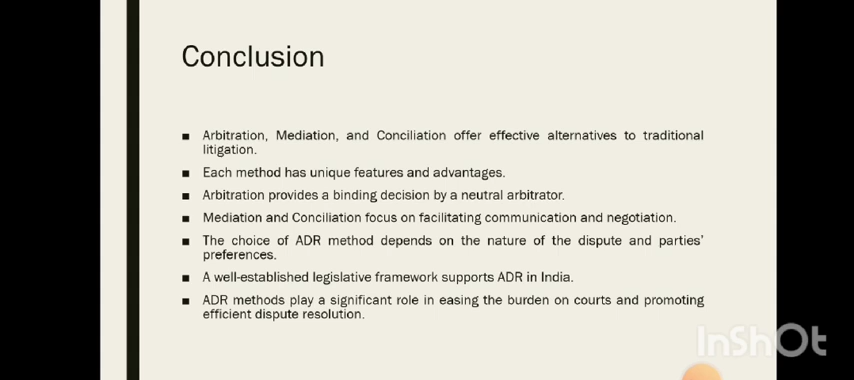 Conclusion
■ Arbitration, Mediation, and Conciliation offer effective alternatives to traditional
litigation.
■ Each method has unique features and advantages.
■ Arbitration provides a binding decision by a neutral arbitrator.
■ Mediation and Conciliation focus on facilitating communication and negotiation.
■ The choice of ADR method depends on the nature of the dispute and parties’
preferences.
■ A well-established legislative framework supports ADR in India.
■ ADR methods play a significant role in easing the burden on courts and promoting
efficient dispute resolution.
InShOt